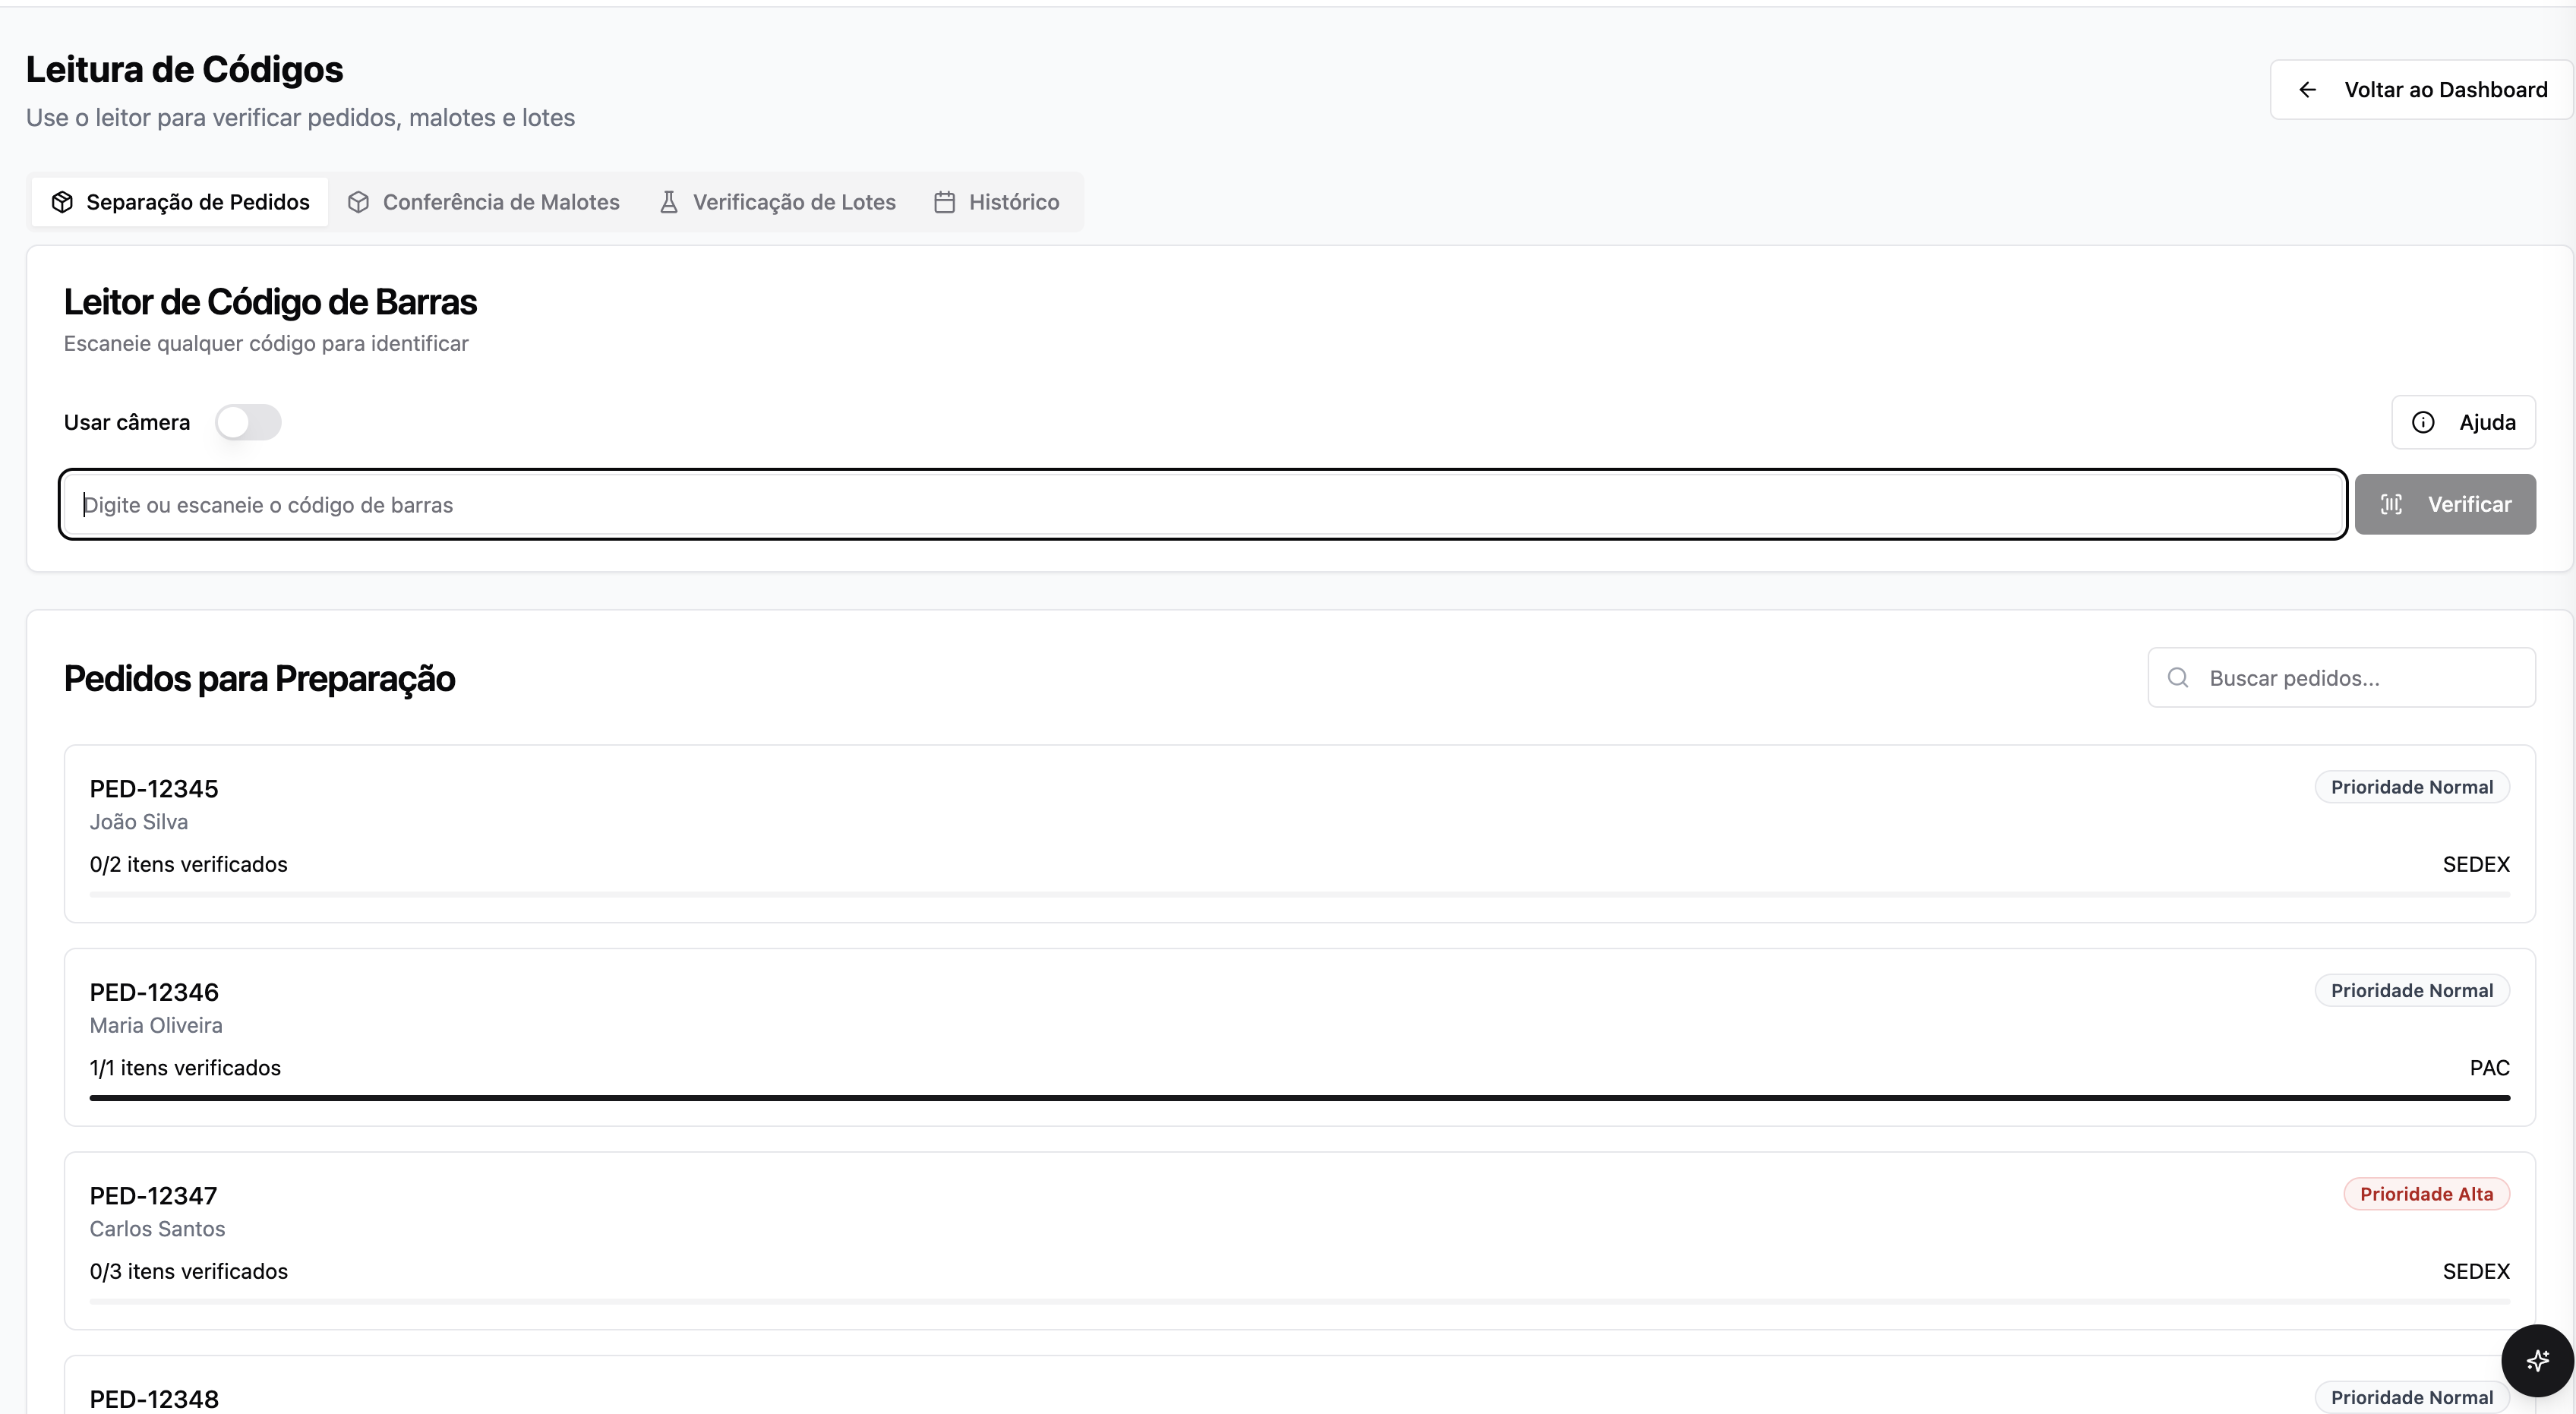 Leitura de Códigos
Use o leitor para verificar pedidos, malotes e lotes
Voltar ao Dashboard
Separação de Pedidos
Conferência de Malotes
Verificação de Lotes
Histórico
Leitor de Código de Barras
Escaneie qualquer código para identificar
Usar câmera
Ajuda
Digite ou escaneie o código de barras
Verificar
Pedidos para Preparação
Buscar pedidos...
PED-12345
Prioridade Normal
João Silva
0/2 itens verificados
SEDEX
PED-12346
Prioridade Normal
Maria Oliveira
1/1 itens verificados
PAC
PED-12347
Prioridade Alta
Carlos Santos
0/3 itens verificados
SEDEX
PED-12348
Prioridade Normal